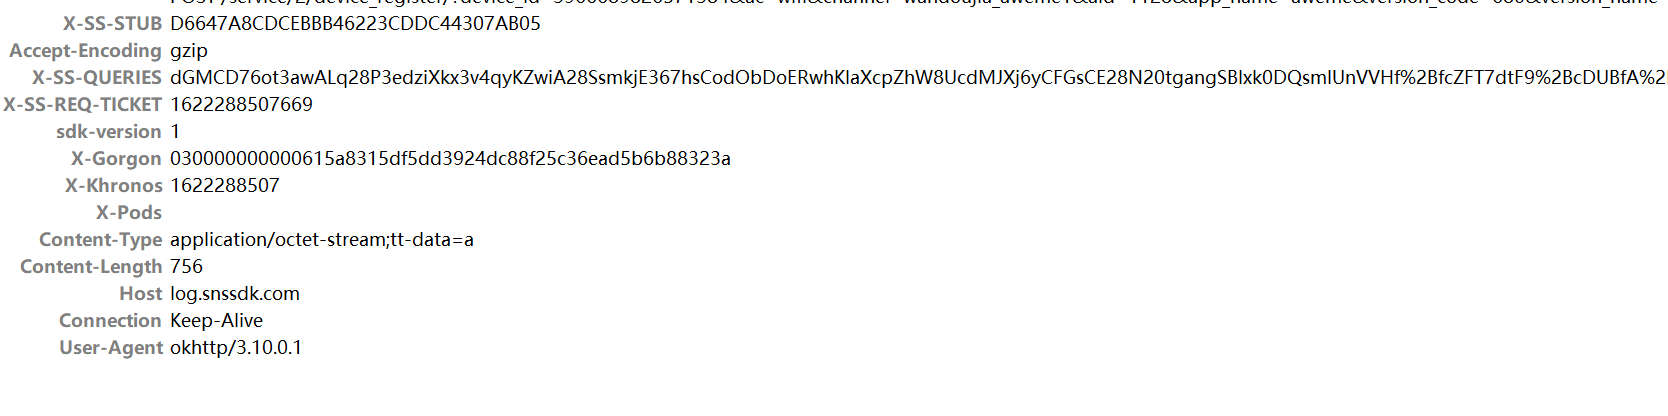 X-SS-STUB D6647A8CDCEBBB46223CDDC44307AB05
Accept-Encoding gzip
X-SS-QUERIES dGMCD76ot3awALq28P3edziXkx3v4qyKZwiA28SsmkjE367hsCodObDoERwhKlaXcpZhW8UcdMJXj6yCFGsCE28N20tgangSBlxk0DQsmlUnVVHf%2BfcZFT7dtF9%2BcDUBfA%2
X-SS-REQ-TICKET 1622288507669
sdk-version 1
X-Gorgon 030000000000615a8315df5dd3924dc88f25c36ead5b6b88323a
X-Khronos 1622288507
X-Pods
Content-Type application/octet-stream;tt-data=a
Content-Length 756
Host log.snssdk.com
Connection Keep-Alive
User-Agent okhttp/3.10.0.1